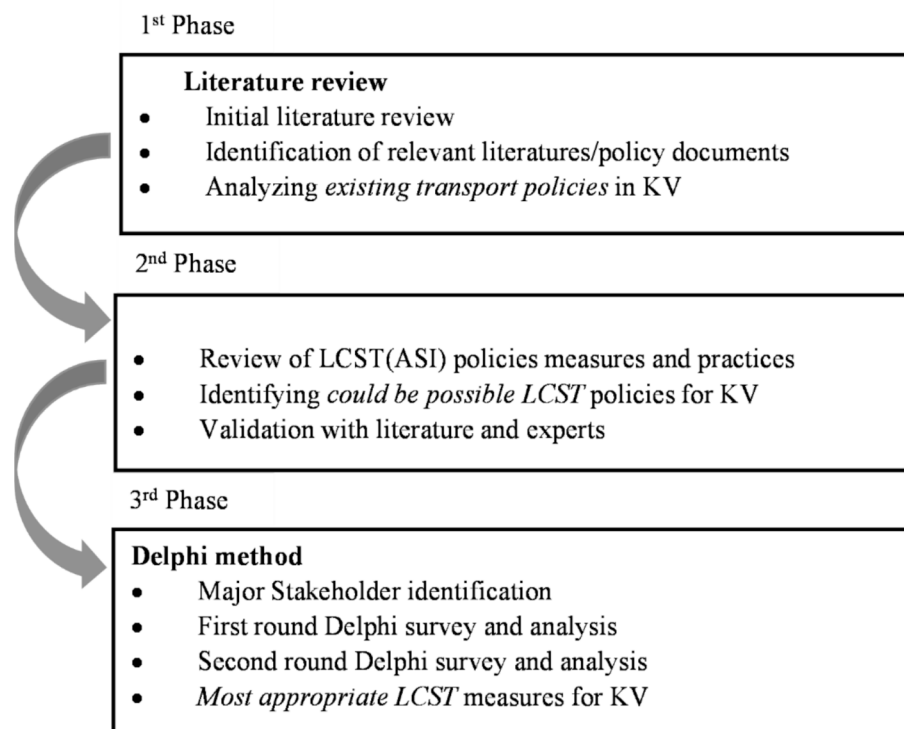 1st Phase
Literature review
• Initial literature review
• Identification of relevant literatures/policy documents
• Analyzing existing transport policies in KV
2nd Phase
• Review of LCST(ASI) policies measures and practices
• Identifying could be possible LCST policies for KV
• Validation with literature and experts
3rd Phase
Delphi method
• Major Stakeholder identification
• First round Delphi survey and analysis
• Second round Delphi survey and analysis
• Most appropriate LCST measures for KV